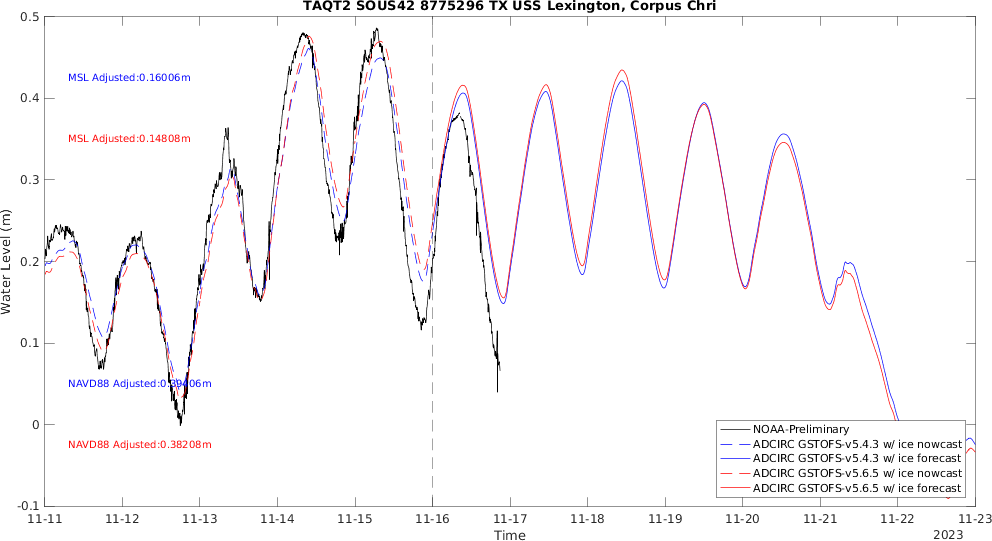 TAQT2 SOUS42 8775296 TX USS Lexington, Corpus Chri
0.5
0.4
0.3
0.2
0.1
0
-0.1
Water Level (m)
MSL Adjusted:0.16006m
MSL Adjusted:0.14808m
NAVD88 Adjusted:0.39406m
NAVD88 Adjusted:0.38208m
NOAA-Preliminary
ADCIRC GSTOFS-v5.4.3 w/ ice nowcast
ADCIRC GSTOFS-v5.4.3 w/ ice forecast
ADCIRC GSTOFS-v5.6.5 w/ ice nowcast
ADCIRC GSTOFS-v5.6.5 w/ ice forecast
11-11 11-12 11-13 11-14 11-15 11-16 11-17 11-18 11-19 11-20 11-21 11-22 11-23
Time
2023